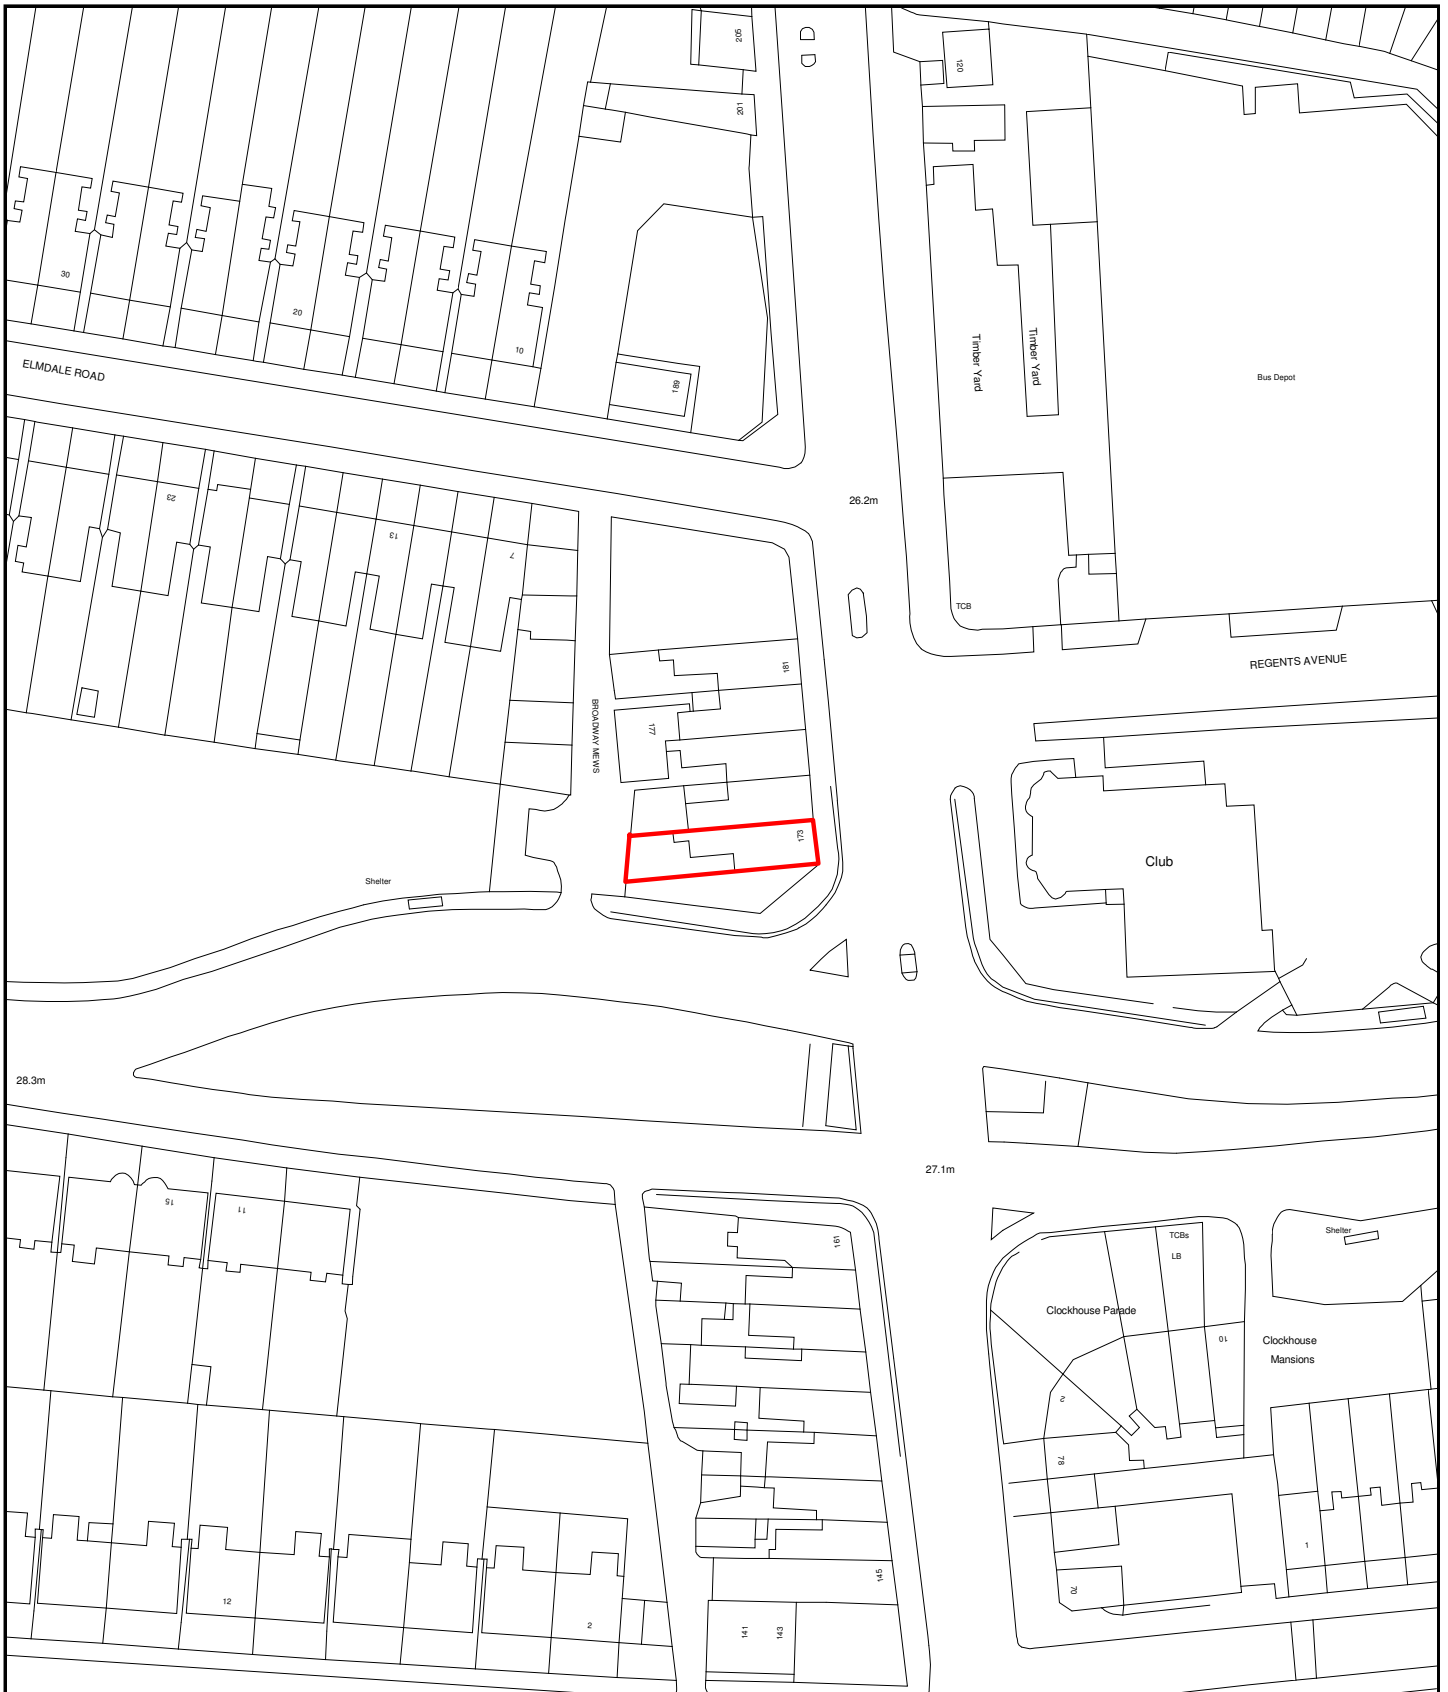 205
120
201
30
20
10
189
ELMDALE ROAD
Timber Yard
Timber Yard
Bus Depot
23
13
7
26.2m
TCB
181
REGENTS AVENUE
BROADWAY MEWS
177
173
Club
Shelter
28.3m
27.1m
15
11
161
TCBs
LB
Shelter
Clockhouse Parade
10
Clockhouse
Mansions
2
78
1
145
70
12
2
141
143